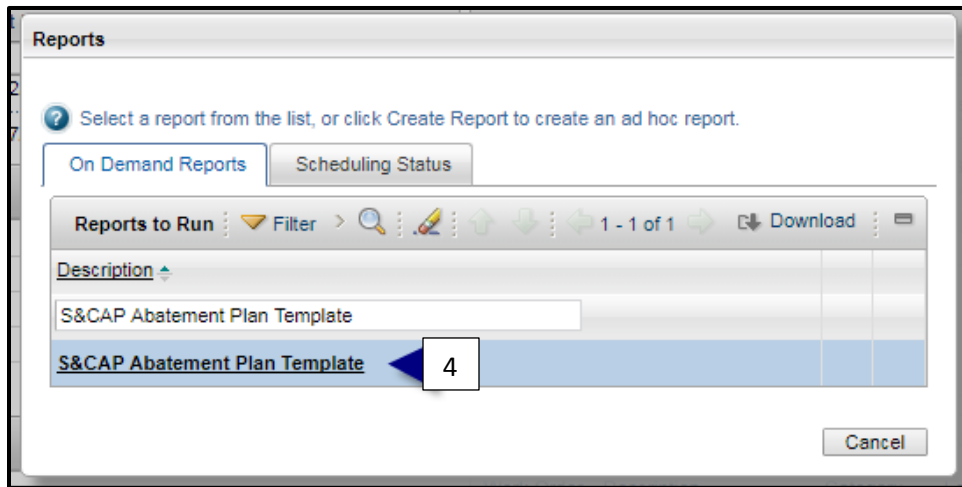 Reports
Select a report from the list, or click Create Report to create an ad hoc report.
On Demand Reports Scheduling Status
Reports to Run Filter > 1 - 1 of 1 Download
Description
S&CAP Abatement Plan Template
S&CAP Abatement Plan Template 4
Cancel